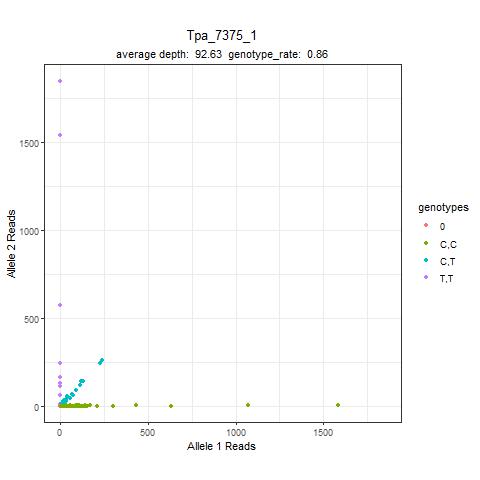 Tpa_7375_1
average depth:  92.63  genotype_rate:  0.86
1500
1000
500
0
Allele 2 Reads
0
500
1000
1500
Allele 1 Reads
genotypes
0
C,C
C,T
T,T